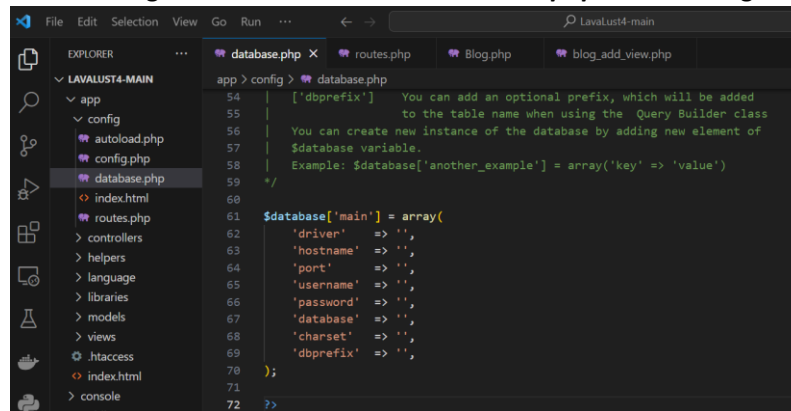 File Edit Selection View Go Run ... LavaLust4-main
EXPLORER ...
LAVALUST4-MAIN
app
config
autoload.php
config.php
database.php
index.html
routes.php
controllers
helpers
language
libraries
models
views
.htaccess
index.html
console
database.php routes.php Blog.php blog_add_view.php
app > config > database.php
54 | ['dbprefix'] You can add an optional prefix, which will be added
55 | to the table name when using the Query Builder class
56 | You can create new instance of the database by adding new element of
57 | $database variable.
58 | Example: $database['another_example'] = array('key' => 'value')
59 */
60
61 $database['main'] = array(
62 'driver' => '',
63 'hostname' => '',
64 'port' => '',
65 'username' => '',
66 'password' => '',
67 'database' => '',
68 'charset' => '',
69 'dbprefix' => '',
70 );
71
72 ?>